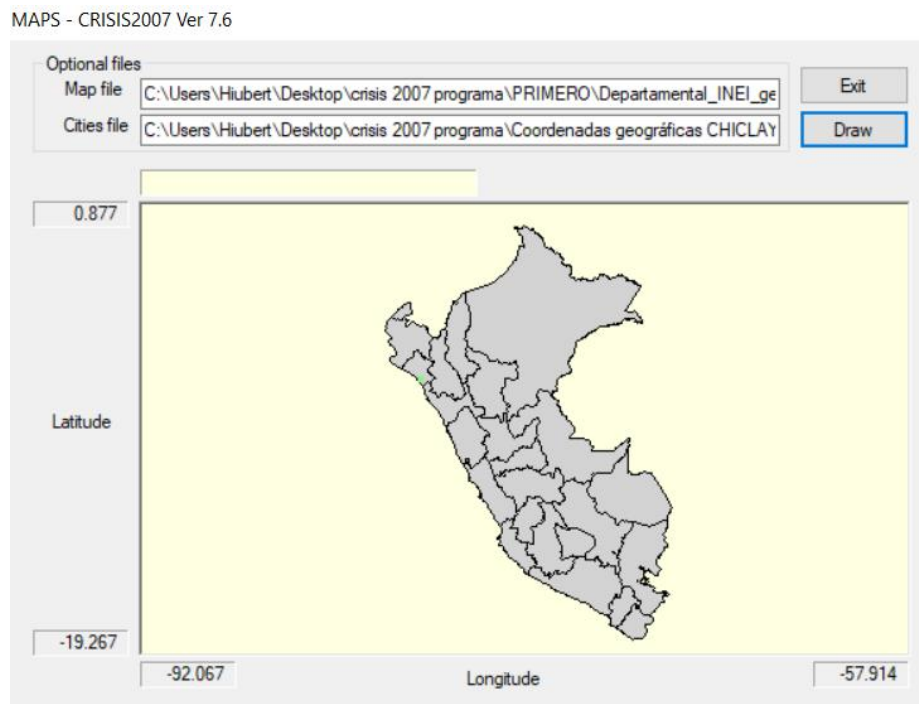 MAPS - CRISIS2007 Ver 7.6
Optional files
Map file C:\Users\Hiubert\Desktop\crisis 2007 programa\PRIMERO\Departamental_INEI_ge Exit
Cities file C:\Users\Hiubert\Desktop\crisis 2007 programa\Coordenadas geográficas CHICLAY Draw
0.877
Latitude
-19.267
-92.067 Longitude -57.914